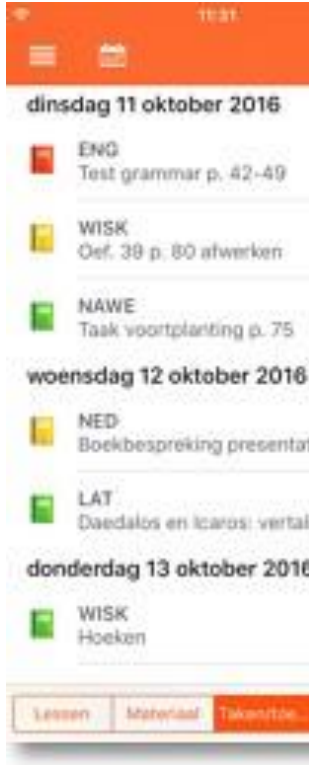 11:31
dinsdag 11 oktober 2016
ENG
Test grammar p. 42-49
WISK
Oef. 39 p. 80 afwerken
NAWE
Taak voortplanting p. 75
woensdag 12 oktober 2016
NED
Boekbespreking presentat
LAT
Daedalos en Icaros: vertal
donderdag 13 oktober 2016
WISK
Hoeken
Lessen Materiaal Taken/toe...